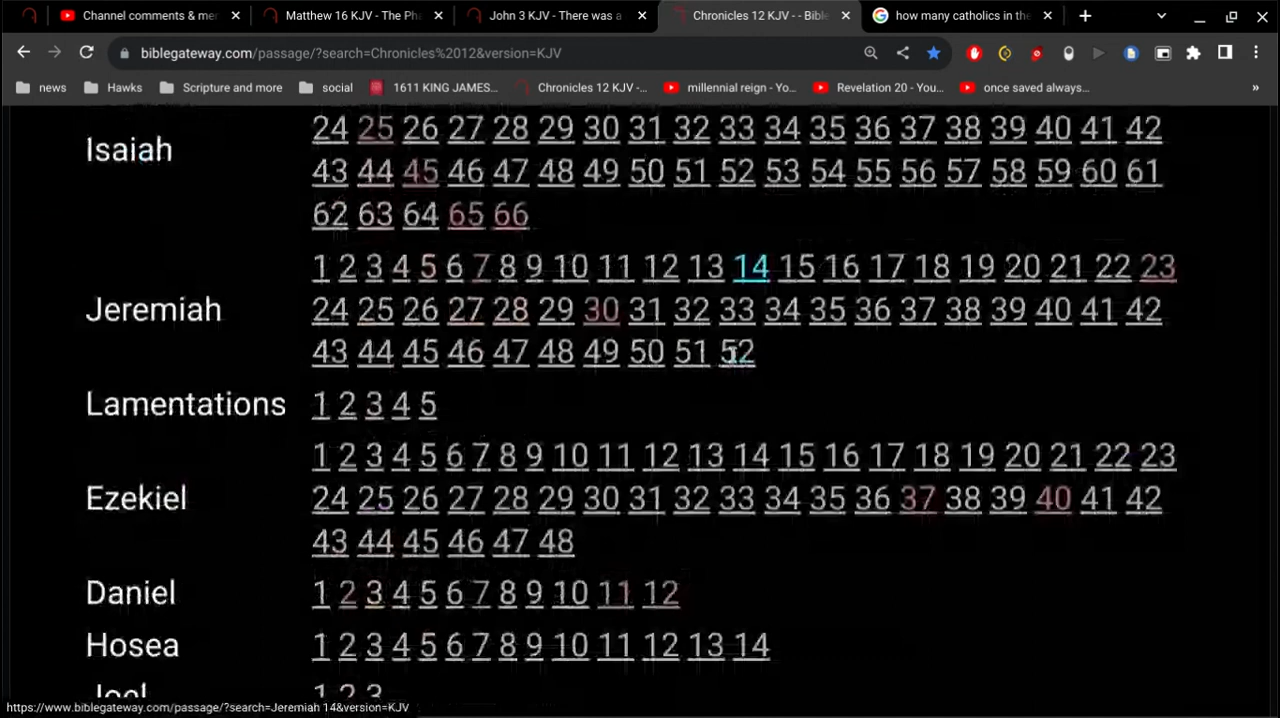 Channel comments & me
Matthew 16 KJV - The Ph
John 3 KJV - There was a
Chronicles 12 KJV - - Bible
how many catholics in the
biblegateway.com/passage/?search=Chronicles%2012&version=KJV
news
Hawks
Scripture and more
social
1611 KING JAMES...
Chronicles 12 KJV -...
millennial reign - Yo...
Revelation 20 - You...
once saved always...
»
24 25 26 27 28 29 30 31 32 33 34 35 36 37 38 39 40 41 42
Isaiah
43 44 45 46 47 48 49 50 51 52 53 54 55 56 57 58 59 60 61
62 63 64 65 66
1 2 3 4 5 6 7 8 9 10 11 12 13 14 15 16 17 18 19 20 21 22 23
Jeremiah 24 25 26 27 28 29 30 31 32 33 34 35 36 37 38 39 40 41 42
43 44 45 46 47 48 49 50 51 52
Lamentations 1 2 3 4 5
1 2 3 4 5 6 7 8 9 10 11 12 13 14 15 16 17 18 19 20 21 22 23
Ezekiel 24 25 26 27 28 29 30 31 32 33 34 35 36 37 38 39 40 41 42
43 44 45 46 47 48
Daniel 1 2 3 4 5 6 7 8 9 10 11 12
Hosea 1 2 3 4 5 6 7 8 9 10 11 12 13 14
Joel 1 2 3
https://www.biblegateway.com/passage/?search=Jeremiah 14&version=KJV